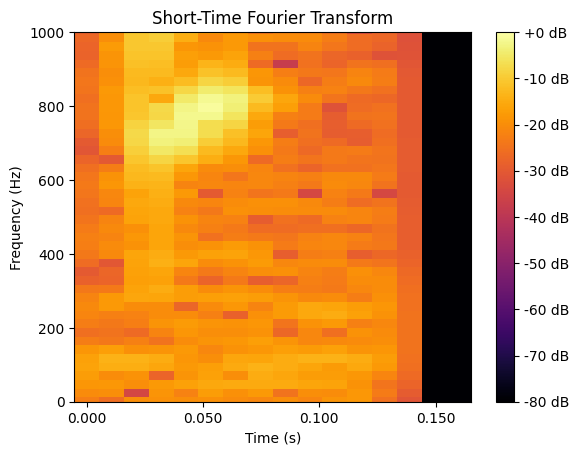 Short-Time Fourier Transform
Frequency (Hz)
1000
800
600
400
200
0
0.000
0.050
0.100
0.150
Time (s)
+0 dB
-10 dB
-20 dB
-30 dB
-40 dB
-50 dB
-60 dB
-70 dB
-80 dB